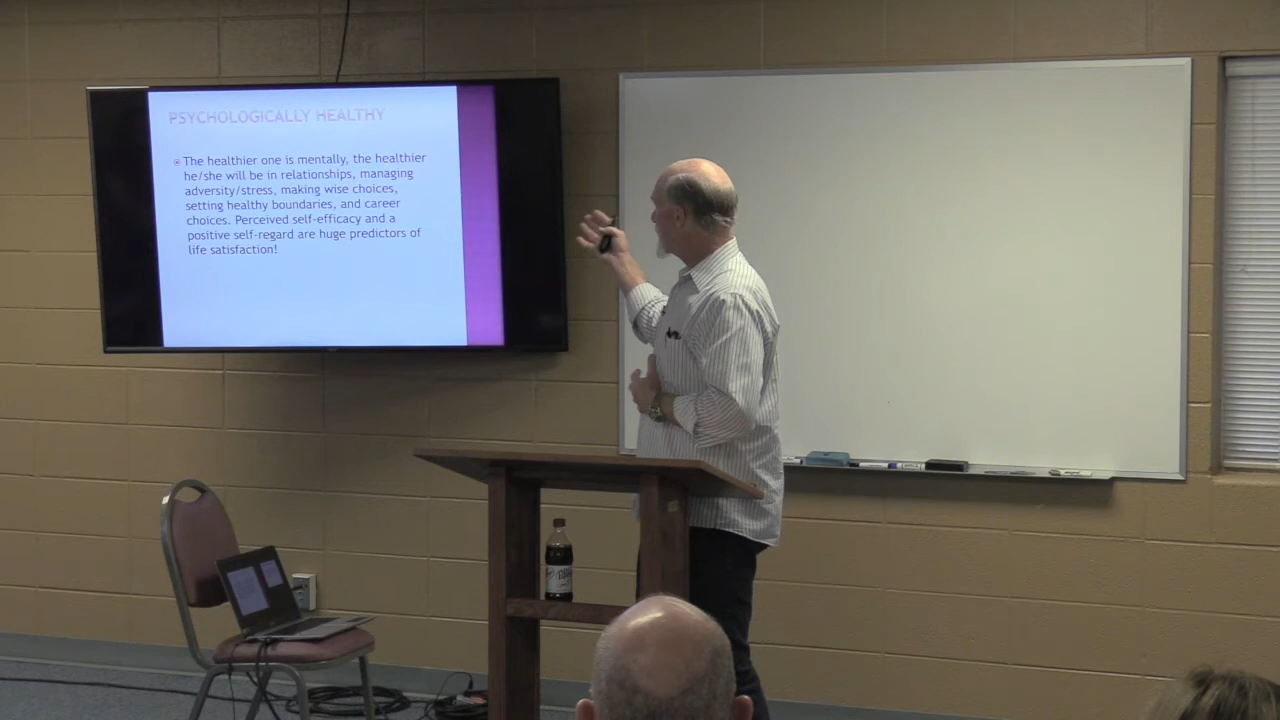 PSYCHOLOGICALLY HEALTHY
The healthier one is mentally, the healthier
he/she will be in relationships, managing
adversity/stress, making wise choices,
setting healthy boundaries, and career
choices. Perceived self-efficacy and a
positive self-regard are huge predictors of
life satisfaction!